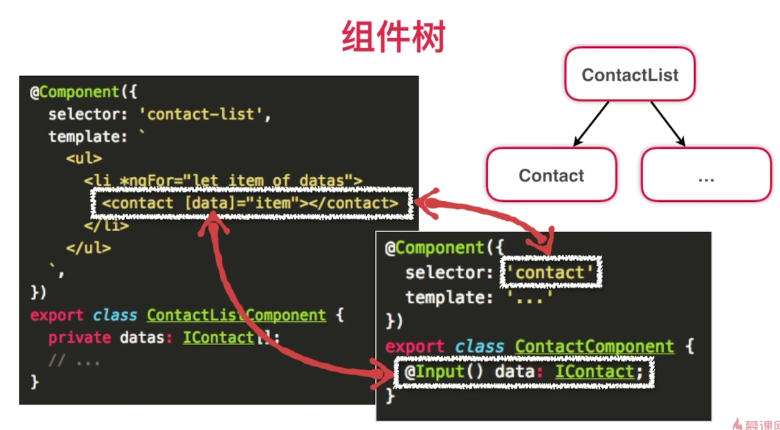 组件树
@Component({
selector: 'contact-list',
template: `
<ul>
<li *ngFor="let item of datas">
<contact [data]="item"></contact>
</li>
</ul>
`,
})
export class ContactListComponent {
private datas: IContact[];
// ...
}
ContactList
Contact
...
@Component({
selector: 'contact'
template: '...'
})
export class ContactComponent {
@Input() data: IContact;
}
慕课网